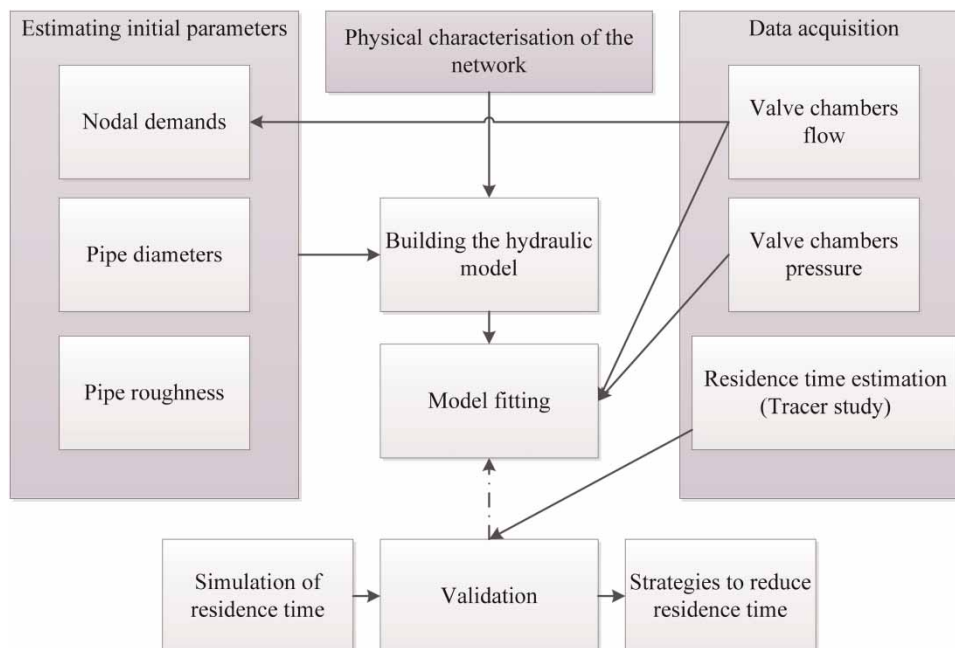 Estimating initial parameters
Nodal demands
Pipe diameters
Pipe roughness
Physical characterisation of the
network
Building the hydraulic
model
Model fitting
Data acquisition
Valve chambers
flow
Valve chambers
pressure
Residence time estimation
(Tracer study)
Simulation of
residence time
Validation
Strategies to reduce
residence time